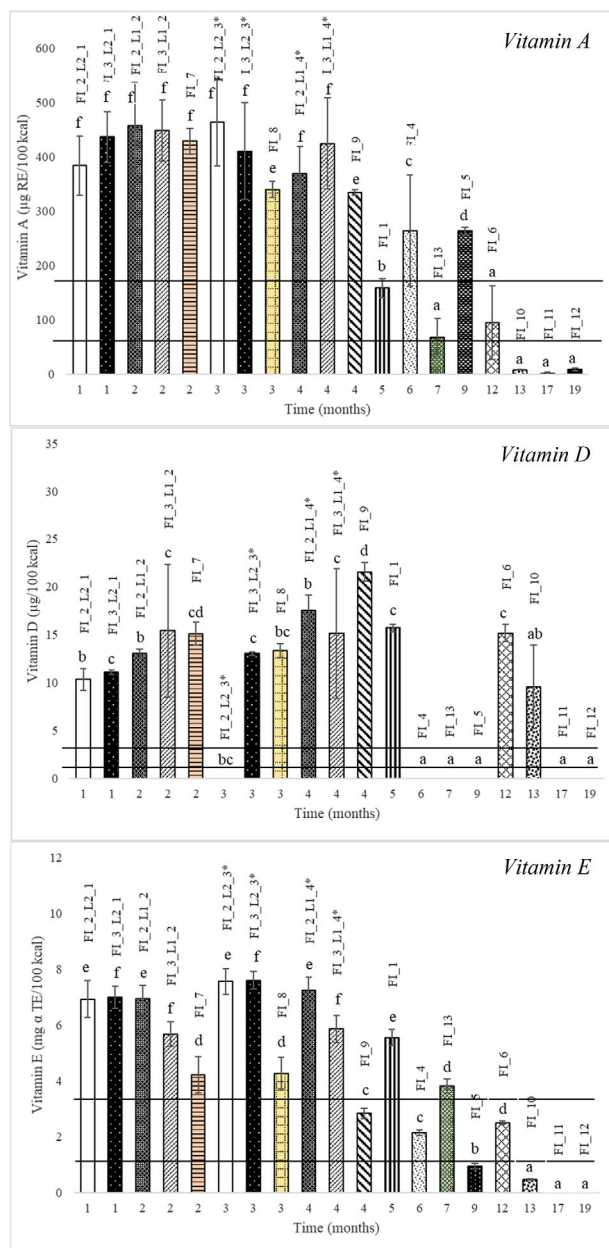 Vitamin A
Vitamin A (µg RE/100 kcal)
600
500
400
300
200
100
0
FI_2_L2_1
FI_3_L2_1
FI_2_L1_2
FI_3_L1_2
FI_7
FI_2_L2_3*
I_3_L2_3*
FI_8
FI_2_L1_4*
I_3_L1_4*
FI_9
FI_1
FI_4
FI_13
FI_5
FI_6
FI_10
FI_11
FI_12
f f f f f f f e f f e b c a d a a a a
1 1 2 2 2 3 3 3 4 4 4 5 6 7 9 12 13 17 19
Time (months)
Vitamin D
Vitamin D (µg/100 kcal)
35
30
25
20
15
10
5
0
FI_2_L2_1
FI_3_L2_1
FI_2_L1_2
FI_3_L1_2
FI_7
FI_2_L2_3*
FI_3_L2_3*
FI_8
FI_2_L1_4*
FI_3_L1_4*
FI_9
FI_1
FI_4
FI_13
FI_5
FI_6
FI_10
FI_11
FI_12
b c b c cd bc c bc b c d c a a a c ab a a
1 1 2 2 2 3 3 3 4 4 4 5 6 7 9 12 13 17 19
Time (months)
Vitamin E
Vitamin E (mg α TE/100 kcal)
12
10
8
6
4
2
0
FI_2_L2_1
FI_3_L2_1
FI_2_L1_2
FI_3_L1_2
FI_7
FI_2_L2_3*
FI_3_L2_3*
FI_8
FI_2_L1_4*
FI_3_L1_4*
FI_9
FI_1
FI_4
FI_13
FI_5
FI_6
FI_10
FI_11
FI_12
e f e f d e f d e f c e c d b d a a a
1 1 2 2 2 3 3 3 4 4 4 5 6 7 9 12 13 17 19
Time (months)